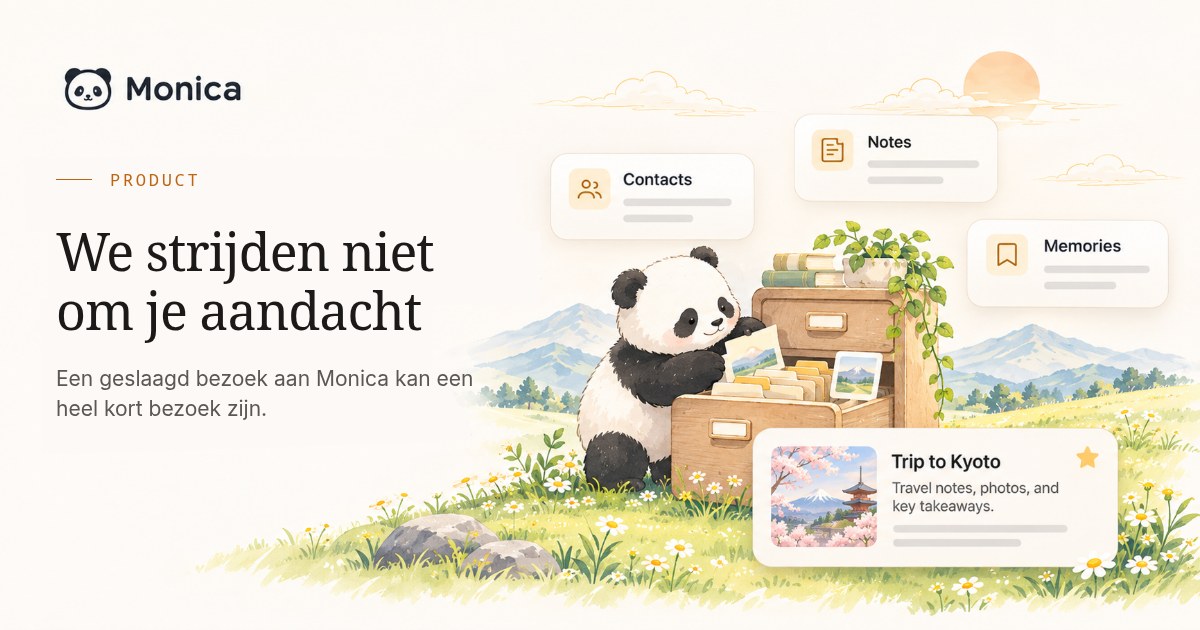 Monica
PRODUCT
We strijden niet
om je aandacht
Een geslaagd bezoek aan Monica kan een
heel kort bezoek zijn.
Contacts
Notes
Memories
Trip to Kyoto
Travel notes, photos, and
key takeaways.